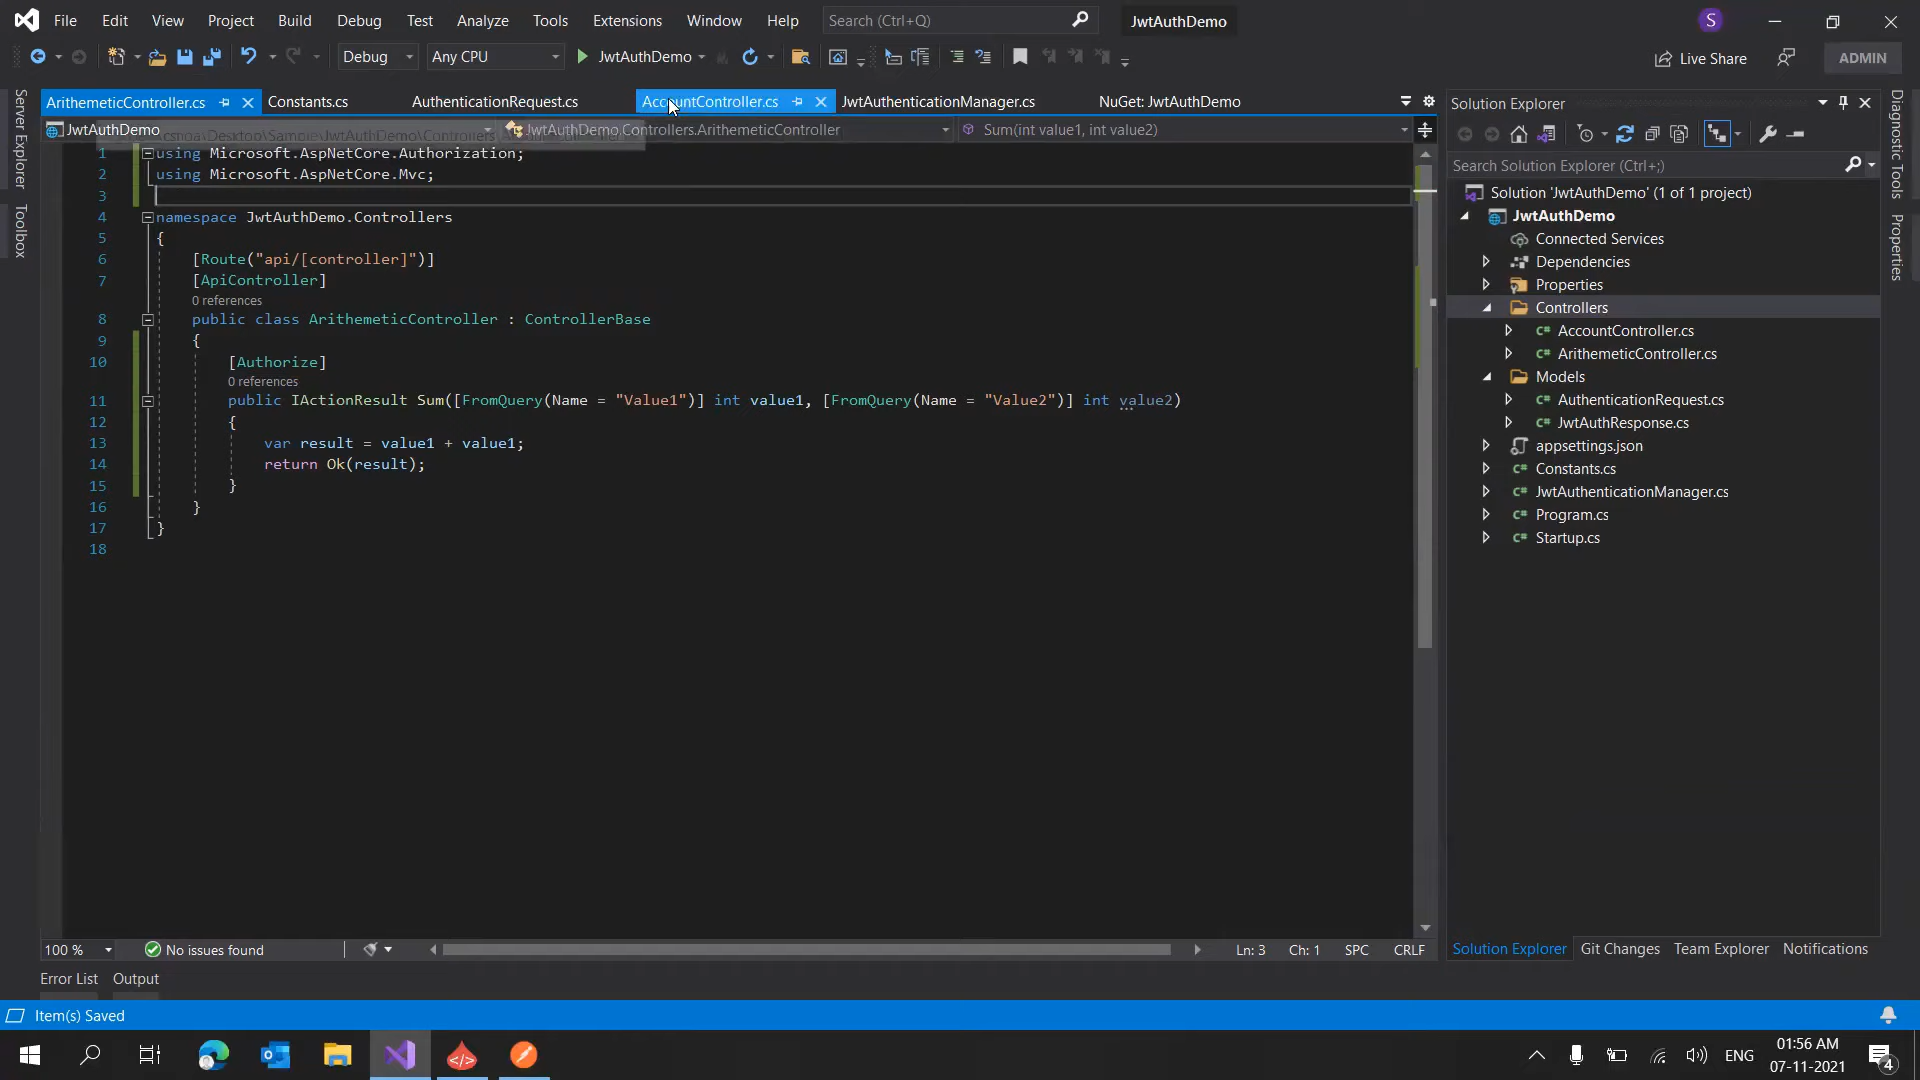 File Edit View Project Build Debug Test Analyze Tools Extensions Window Help Search (Ctrl+Q) JwtAuthDemo S
Debug Any CPU JwtAuthDemo Live Share ADMIN
ArithemeticController.cs Constants.cs AuthenticationRequest.cs AccountController.cs JwtAuthenticationManager.cs NuGet: JwtAuthDemo
JwtAuthDemo JwtAuthDemo.Controllers.ArithemeticController Sum(int value1, int value2)
Server Explorer
Toolbox
1 using Microsoft.AspNetCore.Authorization;
2 using Microsoft.AspNetCore.Mvc;
3
4 namespace JwtAuthDemo.Controllers
5 {
6 [Route("api/[controller]")]
7 [ApiController]
0 references
8 public class ArithemeticController : ControllerBase
9 {
10 [Authorize]
0 references
11 public IActionResult Sum([FromQuery(Name = "Value1")] int value1, [FromQuery(Name = "Value2")] int value2)
12 {
13 var result = value1 + value1;
14 return Ok(result);
15 }
16 }
17 }
18
100 % No issues found Ln: 3 Ch: 1 SPC CRLF
Error List Output
Solution Explorer
Search Solution Explorer (Ctrl+;)
Solution 'JwtAuthDemo' (1 of 1 project)
JwtAuthDemo
Connected Services
Dependencies
Properties
Controllers
C# AccountController.cs
C# ArithemeticController.cs
Models
C# AuthenticationRequest.cs
C# JwtAuthResponse.cs
appsettings.json
C# Constants.cs
C# JwtAuthenticationManager.cs
C# Program.cs
C# Startup.cs
Solution Explorer Git Changes Team Explorer Notifications
Diagnostic Tools
Properties
Item(s) Saved
ENG 01:56 AM
07-11-2021
4